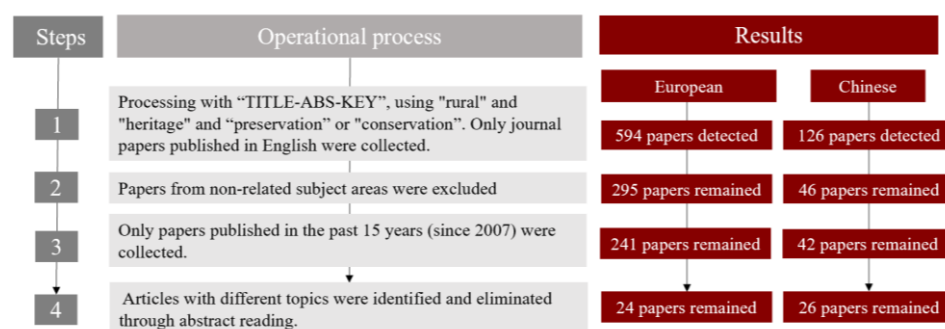 Steps
Operational process
Results
European
Chinese
1
Processing with “TITLE-ABS-KEY”, using "rural" and
"heritage" and “preservation” or "conservation". Only journal
papers published in English were collected.
594 papers detected
126 papers detected
2
Papers from non-related subject areas were excluded
295 papers remained
46 papers remained
3
Only papers published in the past 15 years (since 2007) were
collected.
241 papers remained
42 papers remained
4
Articles with different topics were identified and eliminated
through abstract reading.
24 papers remained
26 papers remained